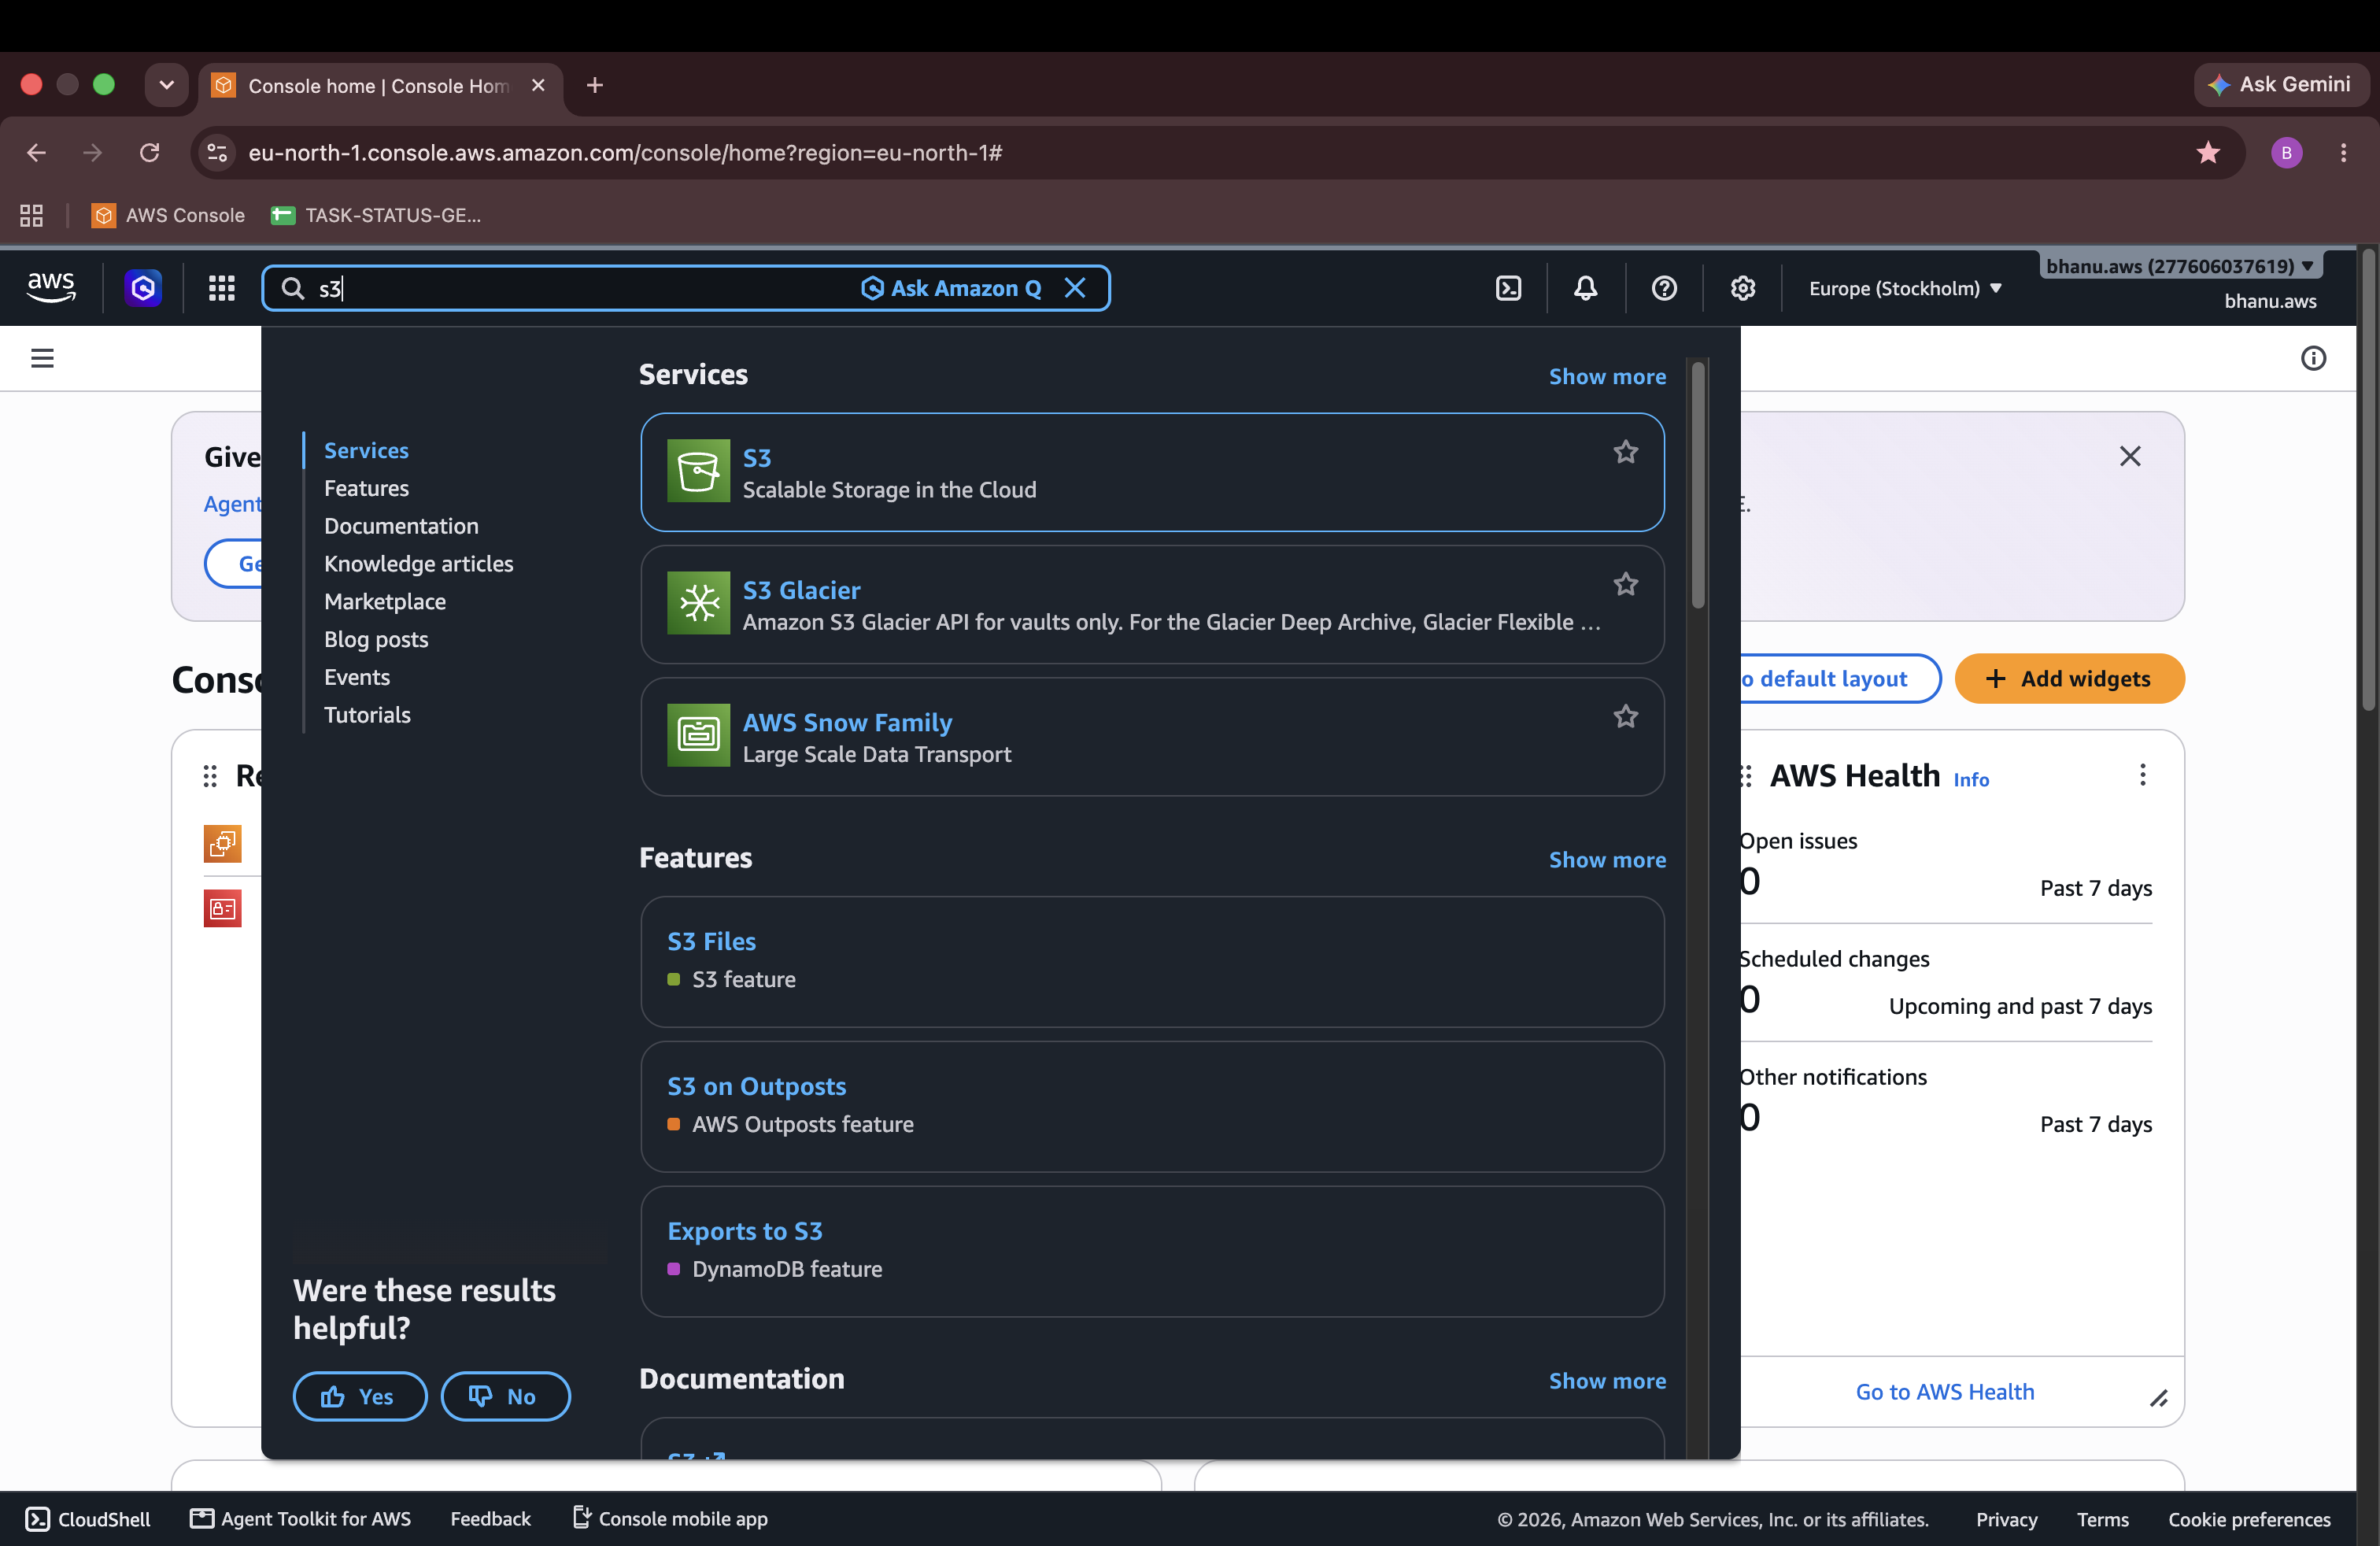 Console home | Console Hom
Ask Gemini
eu-north-1.console.aws.amazon.com/console/home?region=eu-north-1#
B
AWS Console
TASK-STATUS-GE...
aws
s3
Ask Amazon Q
Europe (Stockholm)
bhanu.aws (277606037619)
bhanu.aws
Services
Show more
Services
Features
Documentation
Knowledge articles
Marketplace
Blog posts
Events
Tutorials
S3
Scalable Storage in the Cloud
S3 Glacier
Amazon S3 Glacier API for vaults only. For the Glacier Deep Archive, Glacier Flexible ...
AWS Snow Family
Large Scale Data Transport
Features
Show more
S3 Files
S3 feature
S3 on Outposts
AWS Outposts feature
Exports to S3
DynamoDB feature
Documentation
Show more
Were these results
helpful?
Yes
No
Give
Agent
Ge
Conso
Re
o default layout
Add widgets
AWS Health Info
Open issues
0
Past 7 days
Scheduled changes
0
Upcoming and past 7 days
Other notifications
0
Past 7 days
Go to AWS Health
CloudShell
Agent Toolkit for AWS
Feedback
Console mobile app
© 2026, Amazon Web Services, Inc. or its affiliates.
Privacy
Terms
Cookie preferences